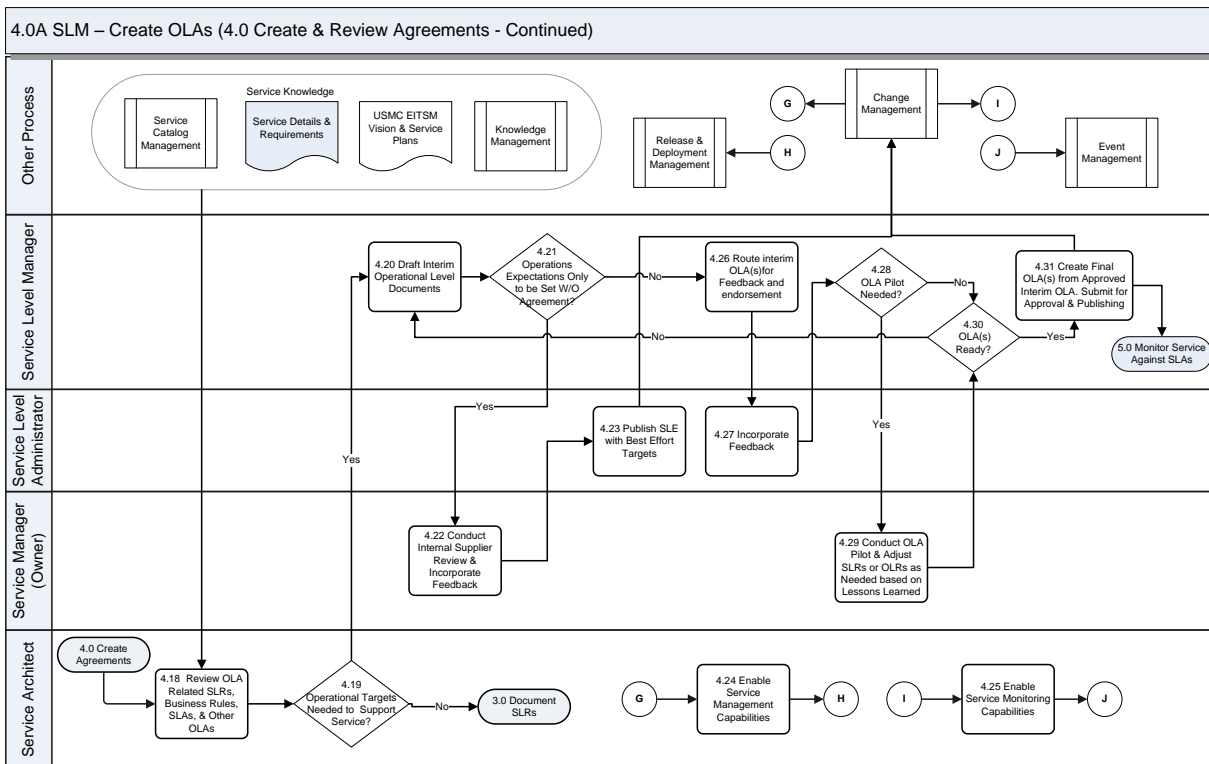 4.0A SLM – Create OLAs (4.0 Create & Review Agreements - Continued)
Other Process
Service Knowledge
Service
Catalog
Management
Service Details &
Requirements
USMC EITSM
Vision & Service
Plans
Knowledge
Management
Release &
Deployment
Management
G
H
Change
Management
I
J
Event
Management
Service Level Manager
4.20 Draft Interim
Operational Level
Documents
4.21
Operations
Expectations Only
to be Set W/O
Agreement?
No
4.26 Route interim
OLA(s)for
Feedback and
endorsement
4.28
OLA Pilot
Needed?
No
4.30
OLA(s)
Ready?
No
Yes
4.31 Create Final
OLA(s) from Approved
Interim OLA. Submit for
Approval & Publishing
5.0 Monitor Service
Against SLAs
Service Level
Administrator
Yes
Yes
4.23 Publish SLE
with Best Effort
Targets
4.27 Incorporate
Feedback
Yes
Service Manager
(Owner)
4.22 Conduct
Internal Supplier
Review &
Incorporate
Feedback
4.29 Conduct OLA
Pilot & Adjust
SLRs or OLRs as
Needed based on
Lessons Learned
Service Architect
4.0 Create
Agreements
4.18 Review OLA
Related SLRs,
Business Rules,
SLAs, & Other
OLAs
4.19
Operational Targets
Needed to Support
Service?
No
3.0 Document
SLRs
G
4.24 Enable
Service
Management
Capabilities
H
I
4.25 Enable
Service Monitoring
Capabilities
J